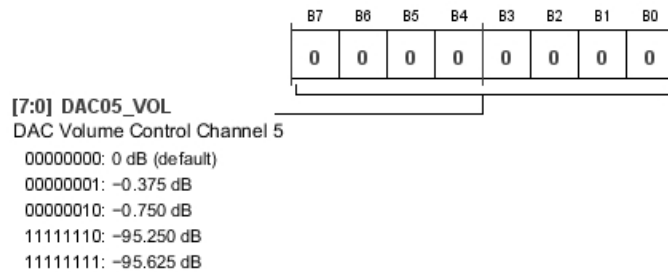 B7 B6 B5 B4 B3 B2 B1 B0
0 0 0 0 0 0 0 0
[7:0] DAC05_VOL
DAC Volume Control Channel 5
00000000: 0 dB (default)
00000001: −0.375 dB
00000010: −0.750 dB
11111110: −95.250 dB
11111111: −95.625 dB